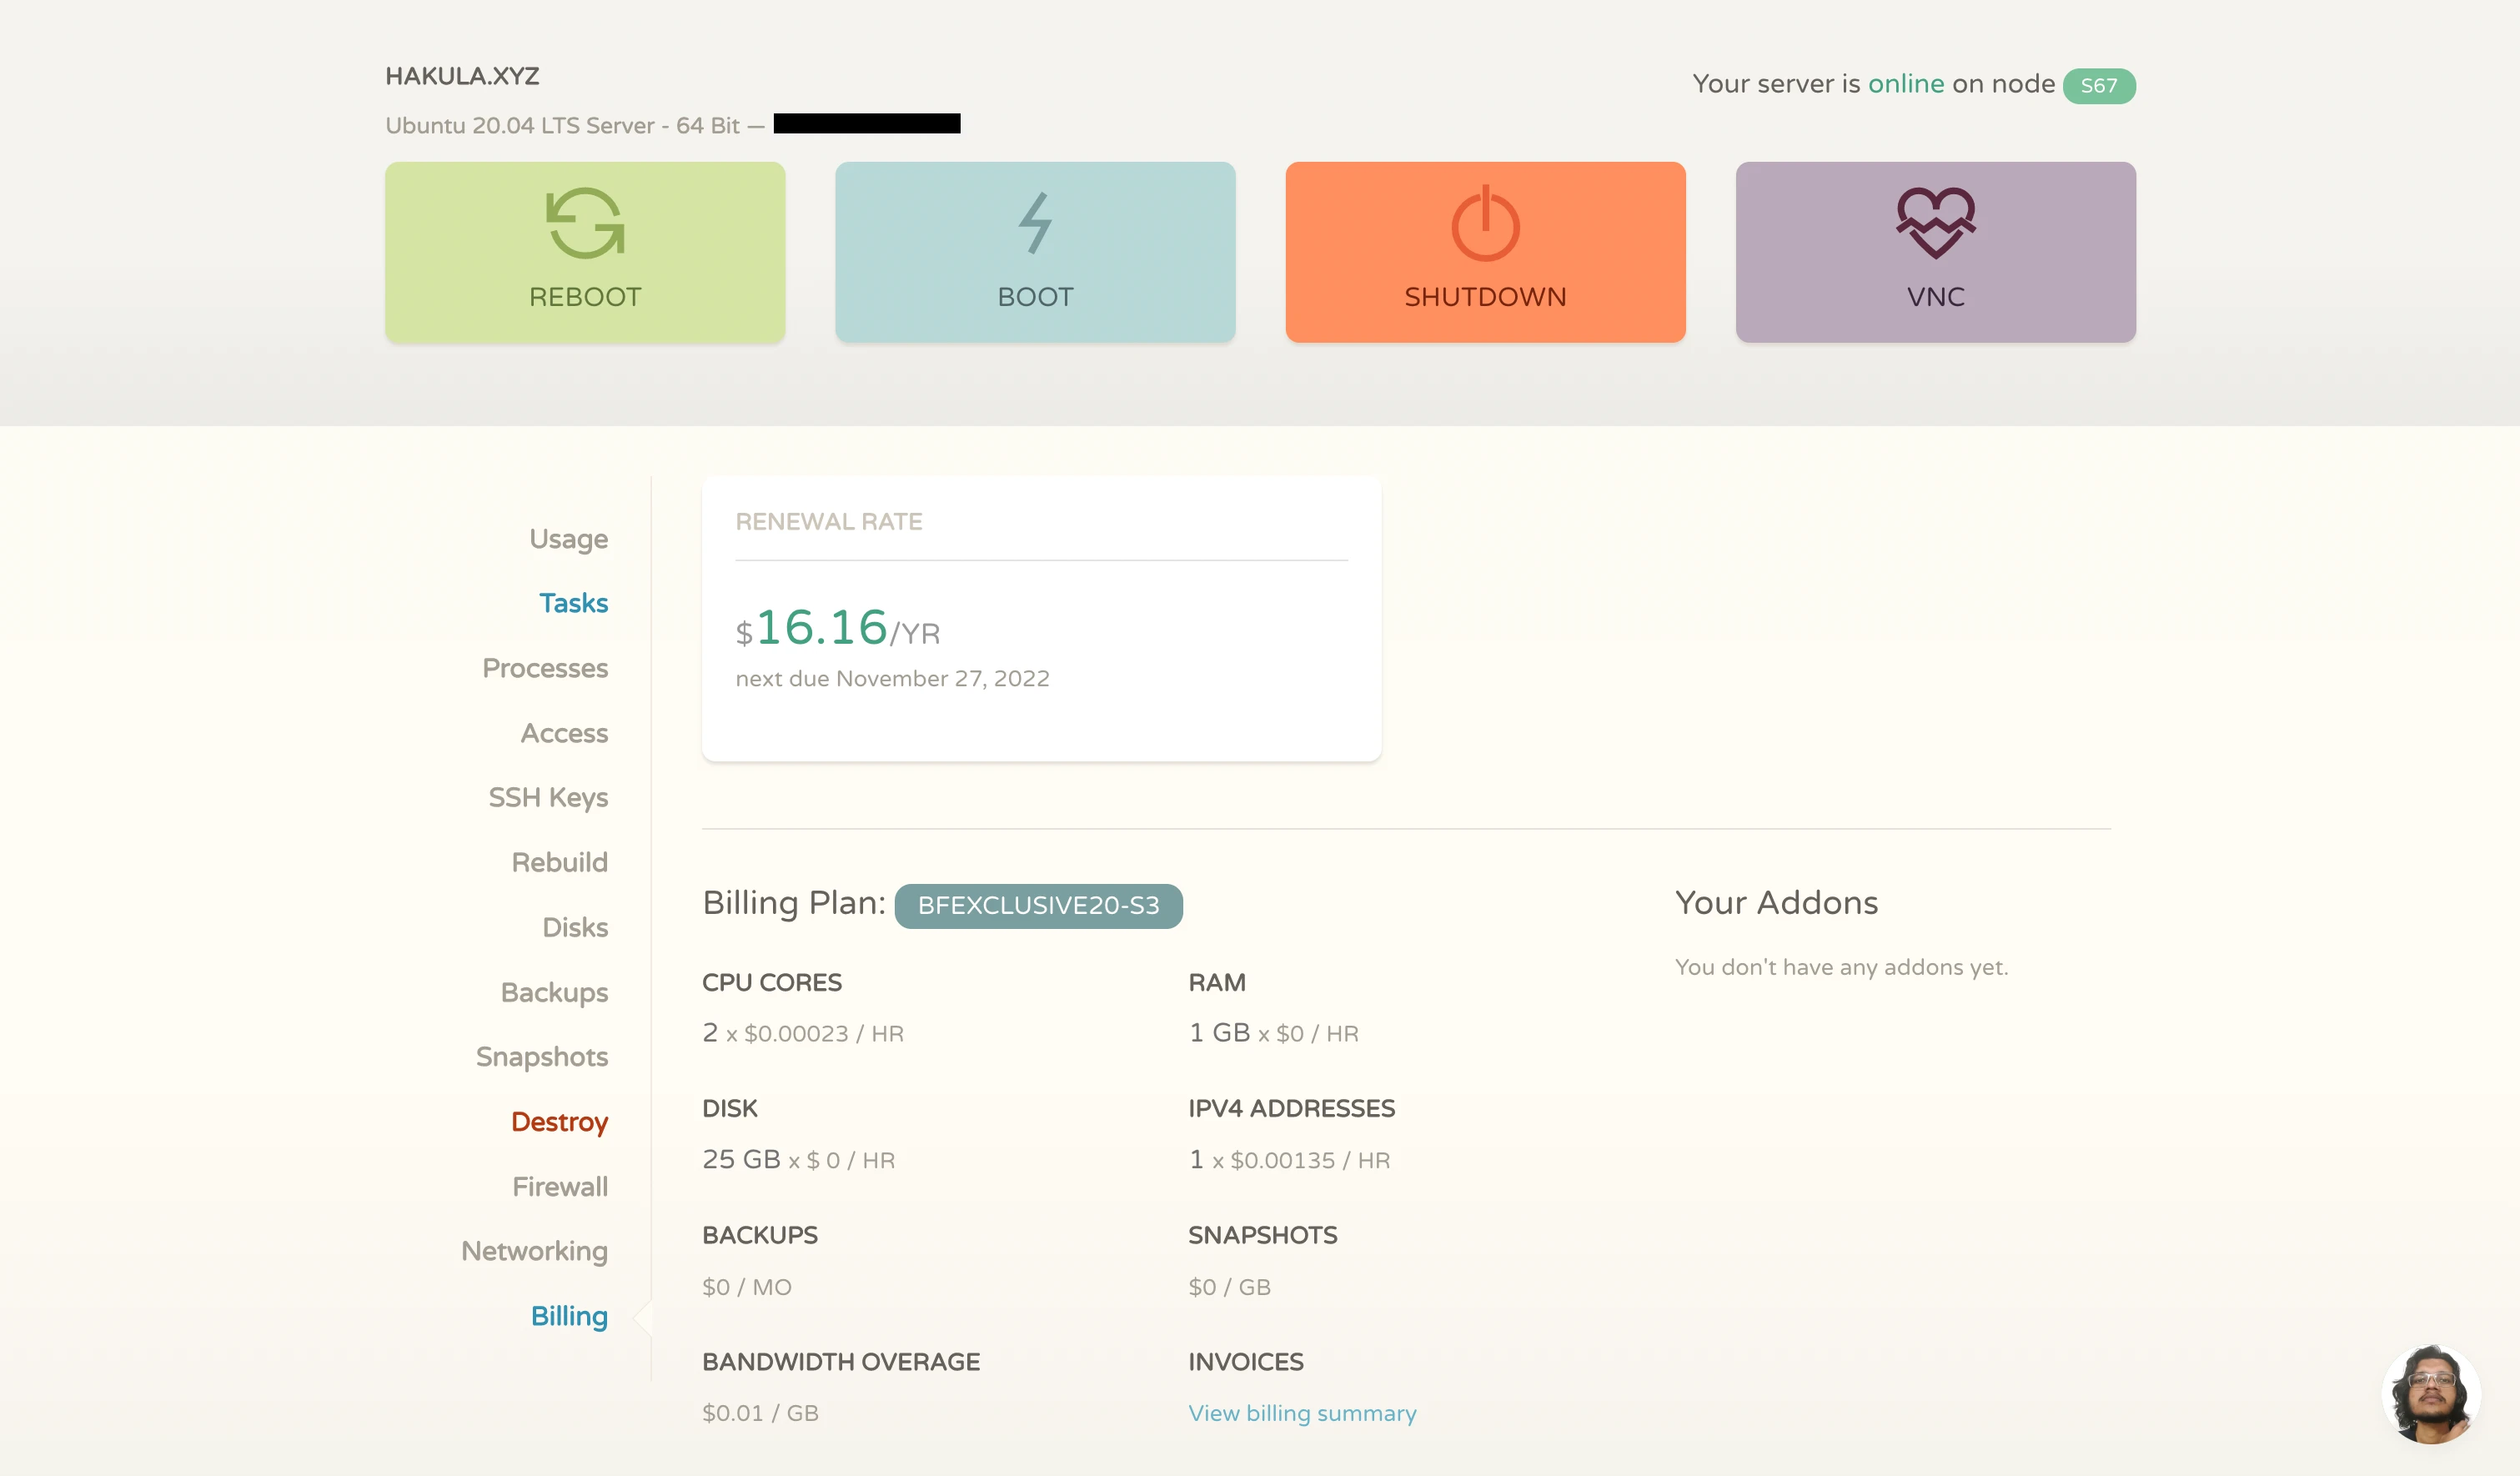 HAKULA.XYZ
Your server is online on node S67
Ubuntu 20.04 LTS Server - 64 Bit —
REBOOT
BOOT
SHUTDOWN
VNC
Usage
Tasks
Processes
Access
SSH Keys
Rebuild
Disks
Backups
Snapshots
Destroy
Firewall
Networking
Billing
RENEWAL RATE
$16.16/YR
next due November 27, 2022
Billing Plan: BFEXCLUSIVE20-S3
CPU CORES
2 x $0.00023 / HR
RAM
1 GB x $0 / HR
DISK
25 GB x $ 0 / HR
IPV4 ADDRESSES
1 x $0.00135 / HR
BACKUPS
$0 / MO
SNAPSHOTS
$0 / GB
BANDWIDTH OVERAGE
$0.01 / GB
INVOICES
View billing summary
Your Addons
You don't have any addons yet.